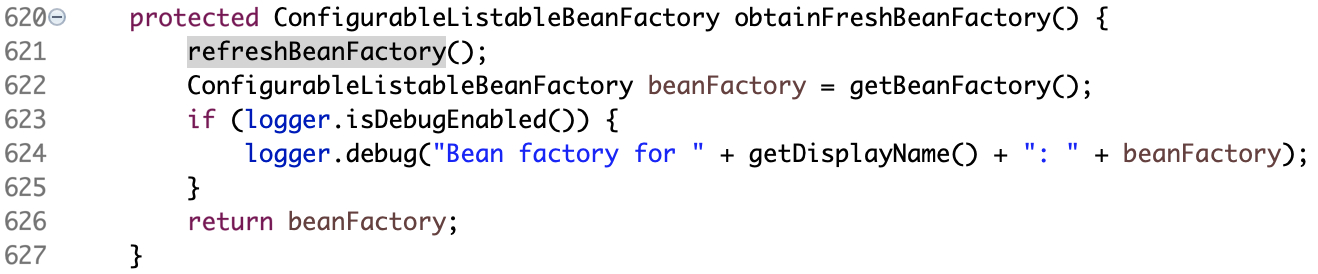 620 protected ConfigurableListableBeanFactory obtainFreshBeanFactory() {
621 refreshBeanFactory();
622 ConfigurableListableBeanFactory beanFactory = getBeanFactory();
623 if (logger.isDebugEnabled()) {
624 logger.debug("Bean factory for " + getDisplayName() + ": " + beanFactory);
625 }
626 return beanFactory;
627 }